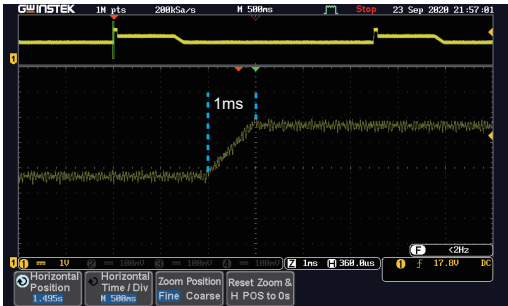 GWINSTEK 1M pts 200kSa/s M 500ms Stop 23 Sep 2020 21:57:01
1
1ms
F <2Hz
1 1 1V 2 100mV 3 100mV 4 100mV Z 1ms H 360.0us 1 17.8V DC
Horizontal Position 1.495s
Horizontal Time / Div M 500ms
Zoom Position Fine Coarse
Reset Zoom & H POS to 0s